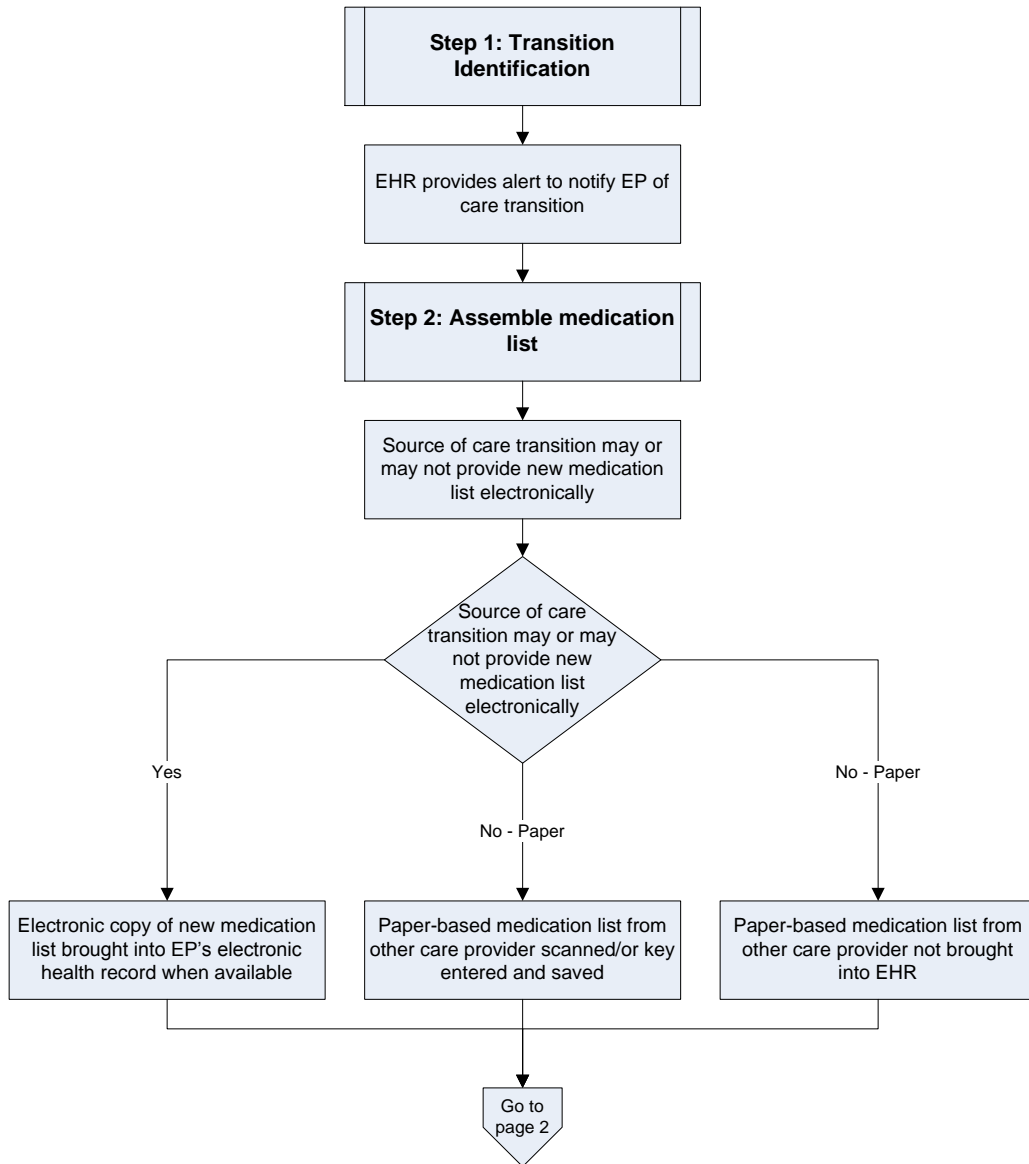 Step 1: Transition
Identification
EHR provides alert to notify EP of
care transition
Step 2: Assemble medication
list
Source of care transition may or
may not provide new medication
list electronically
Source of care
transition may or may
not provide new
medication list
electronically
Yes
No - Paper
No - Paper
Electronic copy of new medication
list brought into EP's electronic
health record when available
Paper-based medication list from
other care provider scanned/or key
entered and saved
Paper-based medication list from
other care provider not brought
into EHR
Go to
page 2